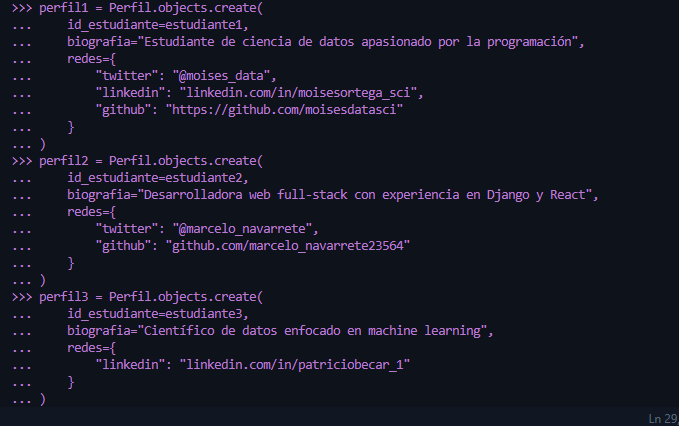 >>> perfil1 = Perfil.objects.create(
...     id_estudiante=estudiante1,
...     biografia="Estudiante de ciencia de datos apasionado por la programación",
...     redes={
...         "twitter": "@moises_data",
...         "linkedin": "linkedin.com/in/moisesortega_sci",
...         "github": "https://github.com/moisesdatasci"
...     }
... )
>>> perfil2 = Perfil.objects.create(
...     id_estudiante=estudiante2,
...     biografia="Desarrolladora web full-stack con experiencia en Django y React",
...     redes={
...         "twitter": "@marcelo_navarrete",
...         "github": "github.com/marcelo_navarrete23564"
...     }
... )
>>> perfil3 = Perfil.objects.create(
...     id_estudiante=estudiante3,
...     biografia="Científico de datos enfocado en machine learning",
...     redes={
...         "linkedin": "linkedin.com/in/patriciobecar_1"
...     }
... )
Ln 29,